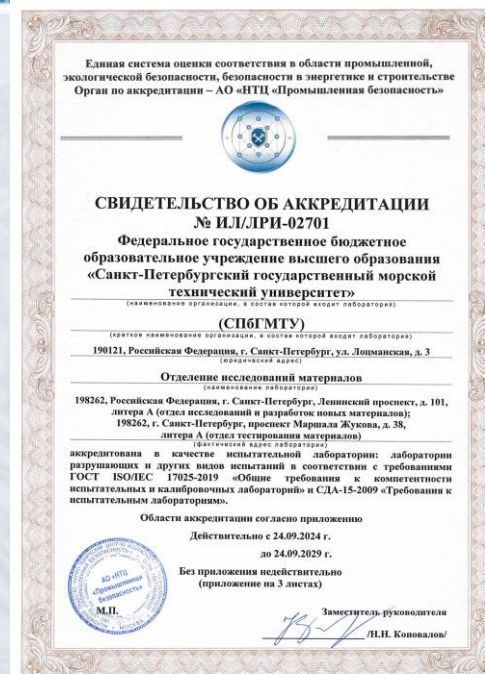 Единая система оценки соответствия в области промышленной,
экологической безопасности, безопасности в энергетике и строительстве
Орган по аккредитации – АО «НТЦ «Промышленная безопасность»
СВИДЕТЕЛЬСТВО ОБ АККРЕДИТАЦИИ
№ ИЛ/ЛРИ-02701
Федеральное государственное бюджетное
образовательное учреждение высшего образования
«Санкт-Петербургский государственный морской
технический университет»
(наименование организации, в состав которой входит лаборатория)
(СПбГМТУ)
(краткое наименование организации, в состав которой входит лаборатория)
190121, Российская Федерация, г. Санкт-Петербург, ул. Лоцманская, д. 3
(юридический адрес)
Отделение исследований материалов
(наименование лаборатории)
198262, Российская Федерация, г. Санкт-Петербург, Ленинский проспект, д. 101,
литера А (отдел исследований и разработок новых материалов);
198262, г. Санкт-Петербург, проспект Маршала Жукова, д. 38,
литера А (отдел тестирования материалов)
(фактический адрес лаборатории)
аккредитована в качестве испытательной лаборатории: лаборатории
разрушающих и других видов испытаний в соответствии с требованиями
ГОСТ ISO/IEC 17025-2019 «Общие требования к компетентности
испытательных и калибровочных лабораторий» и СДА-15-2009 «Требования к
испытательным лабораториям».
Области аккредитации согласно приложению
Действительно с 24.09.2024 г.
до 24.09.2029 г.
Без приложения недействительно
(приложение на 3 листах)
АО «НТЦ
«Промышленная
безопасность»
МОСКВА
М.П.
Заместитель руководителя
/Н.Н. Коновалов/